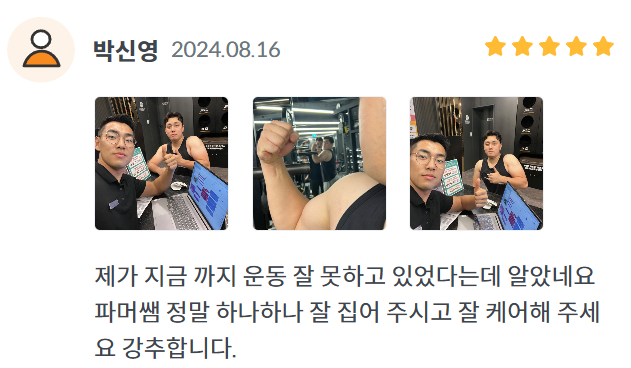 박신영 2024.08.16
제가 지금 까지 운동 잘 못하고 있었다는데 알았네요
파머쌤 정말 하나하나 잘 집어 주시고 잘 케어해 주세
요 강추합니다.